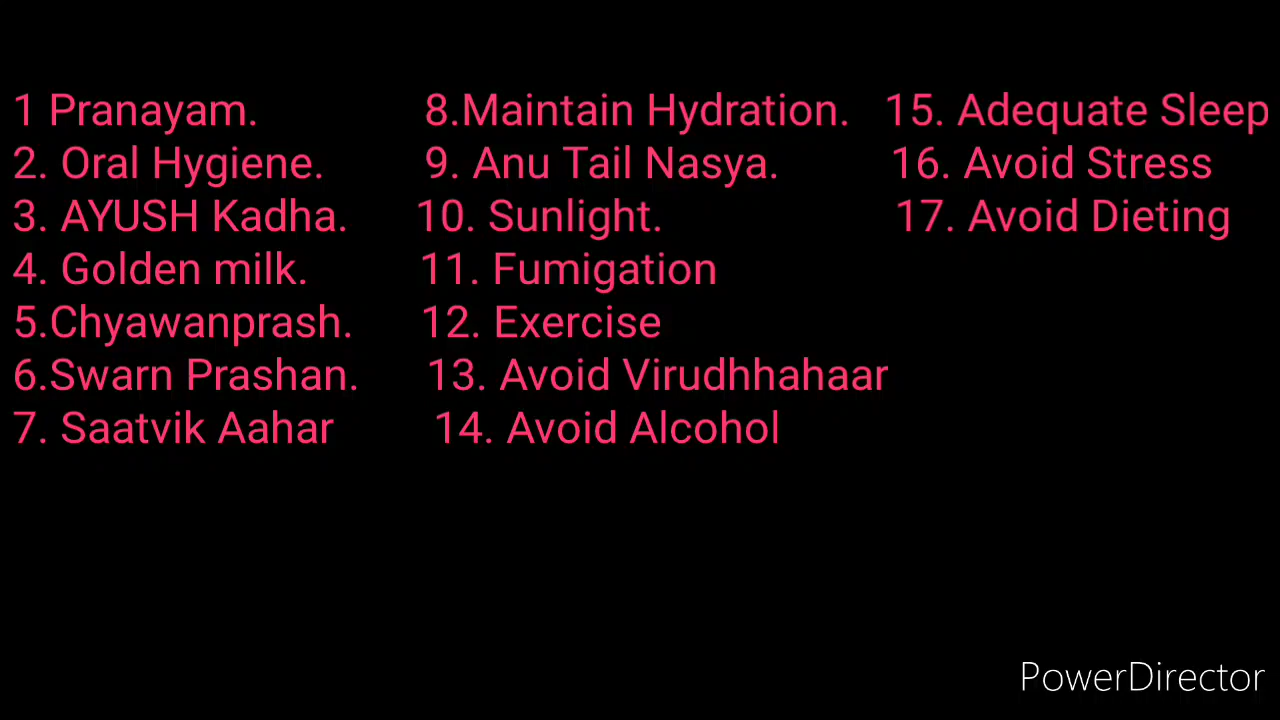 1 Pranayam.
2. Oral Hygiene.
3. AYUSH Kadha.
4. Golden milk.
5.Chyawanprash.
6.Swarn Prashan.
7. Saatvik Aahar
8.Maintain Hydration.
9. Anu Tail Nasya.
10. Sunlight.
11. Fumigation
12. Exercise
13. Avoid Virudhhahaar
14. Avoid Alcohol
15. Adequate Sleep
16. Avoid Stress
17. Avoid Dieting
PowerDirector